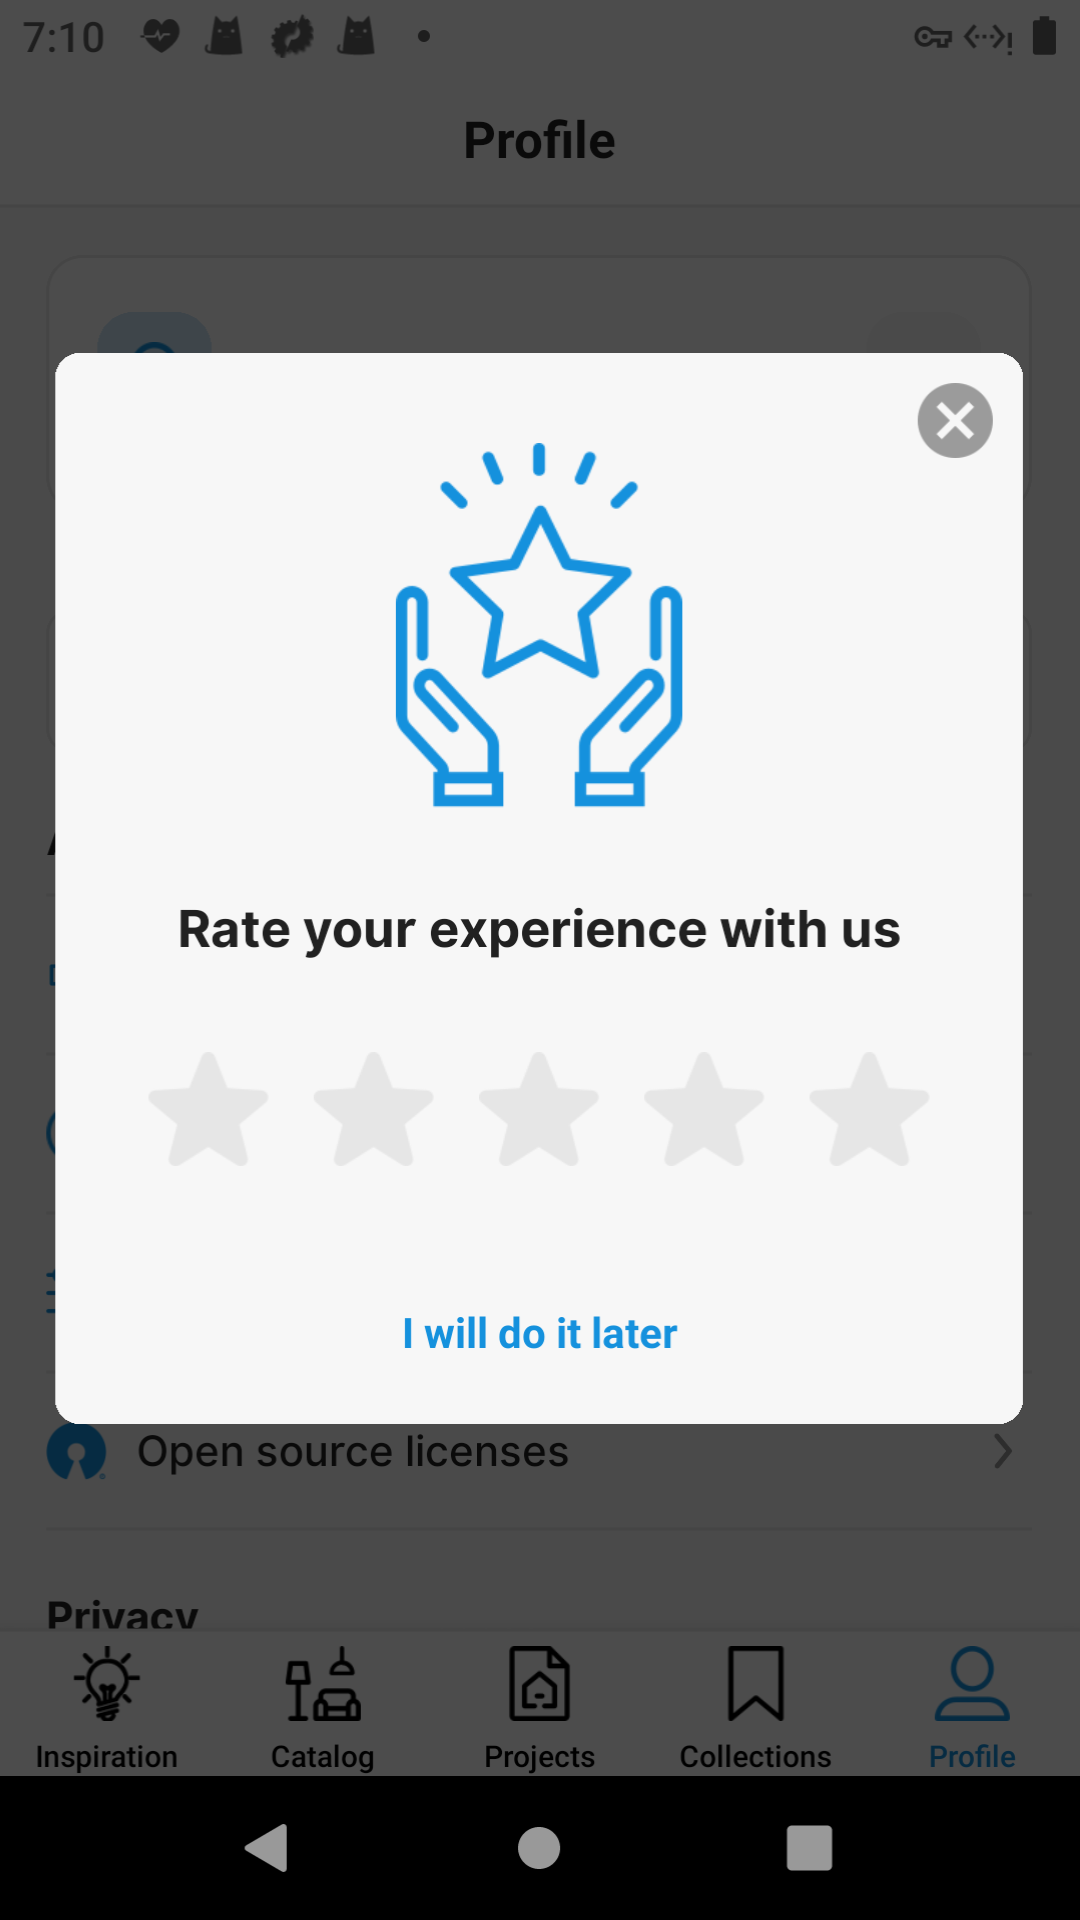 7:10
Profile
Rate your experience with us
I will do it later
Open source licenses
Privacy
Inspiration
Catalog
Projects
Collections
Profile